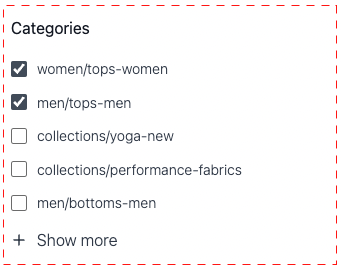 Categories
women/tops-women
men/tops-men
collections/yoga-new
collections/performance-fabrics
men/bottoms-men
+ Show more